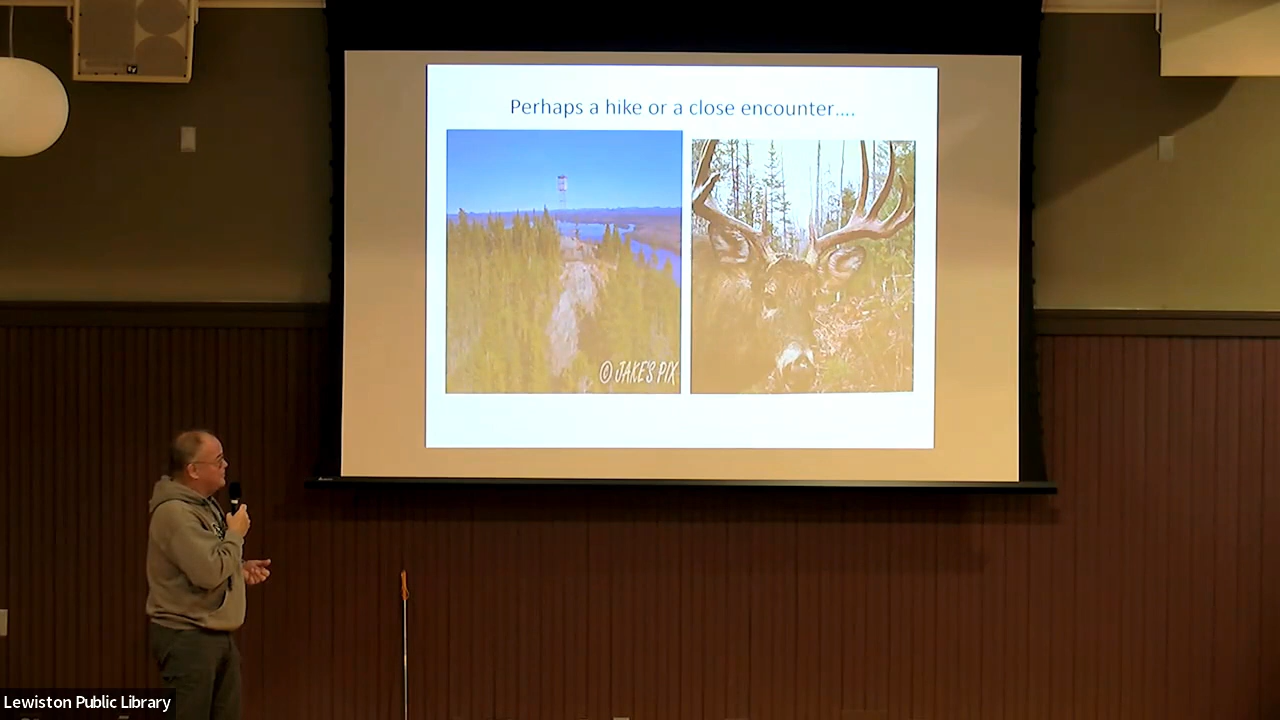 Perhaps a hike or a close encounter....
© JAKE'S PIX
Lewiston Public Library